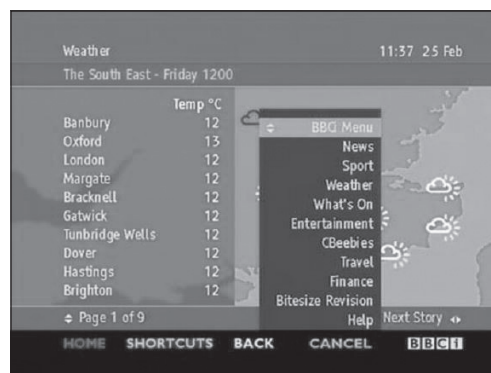 Weather 11:37 25 Feb
The South East - Friday 1200
Temp °C
Banbury 12
Oxford 13
London 12
Margate 12
Bracknell 12
Gatwick 12
Tunbridge Wells 12
Dover 12
Hastings 12
Brighton 12
Page 1 of 9
BBCi Menu
News
Sport
Weather
What's On
Entertainment
CBeebies
Travel
Finance
Bitesize Revision
Help
Next Story
HOME SHORTCUTS BACK CANCEL BBCi